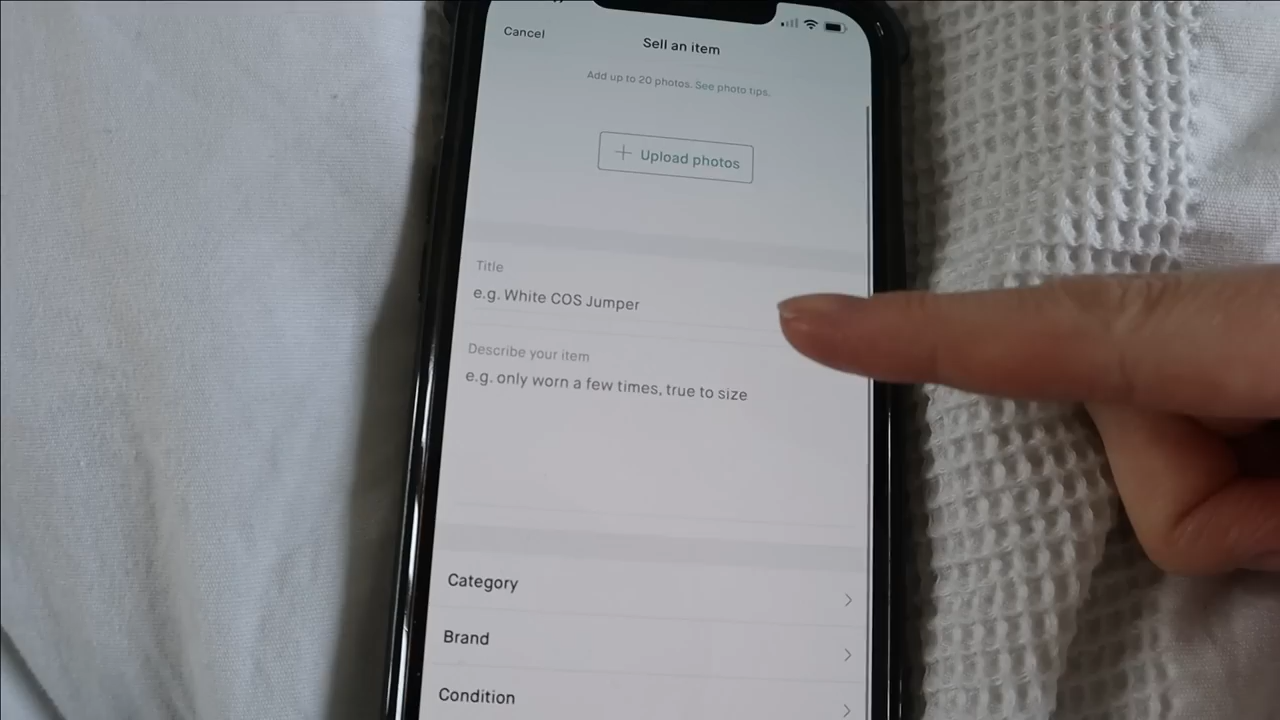 Cancel
Sell an item
Add up to 20 photos. See photo tips.
+ Upload photos
Title
e.g. White COS Jumper
Describe your item
e.g. only worn a few times, true to size
Category
Brand
Condition